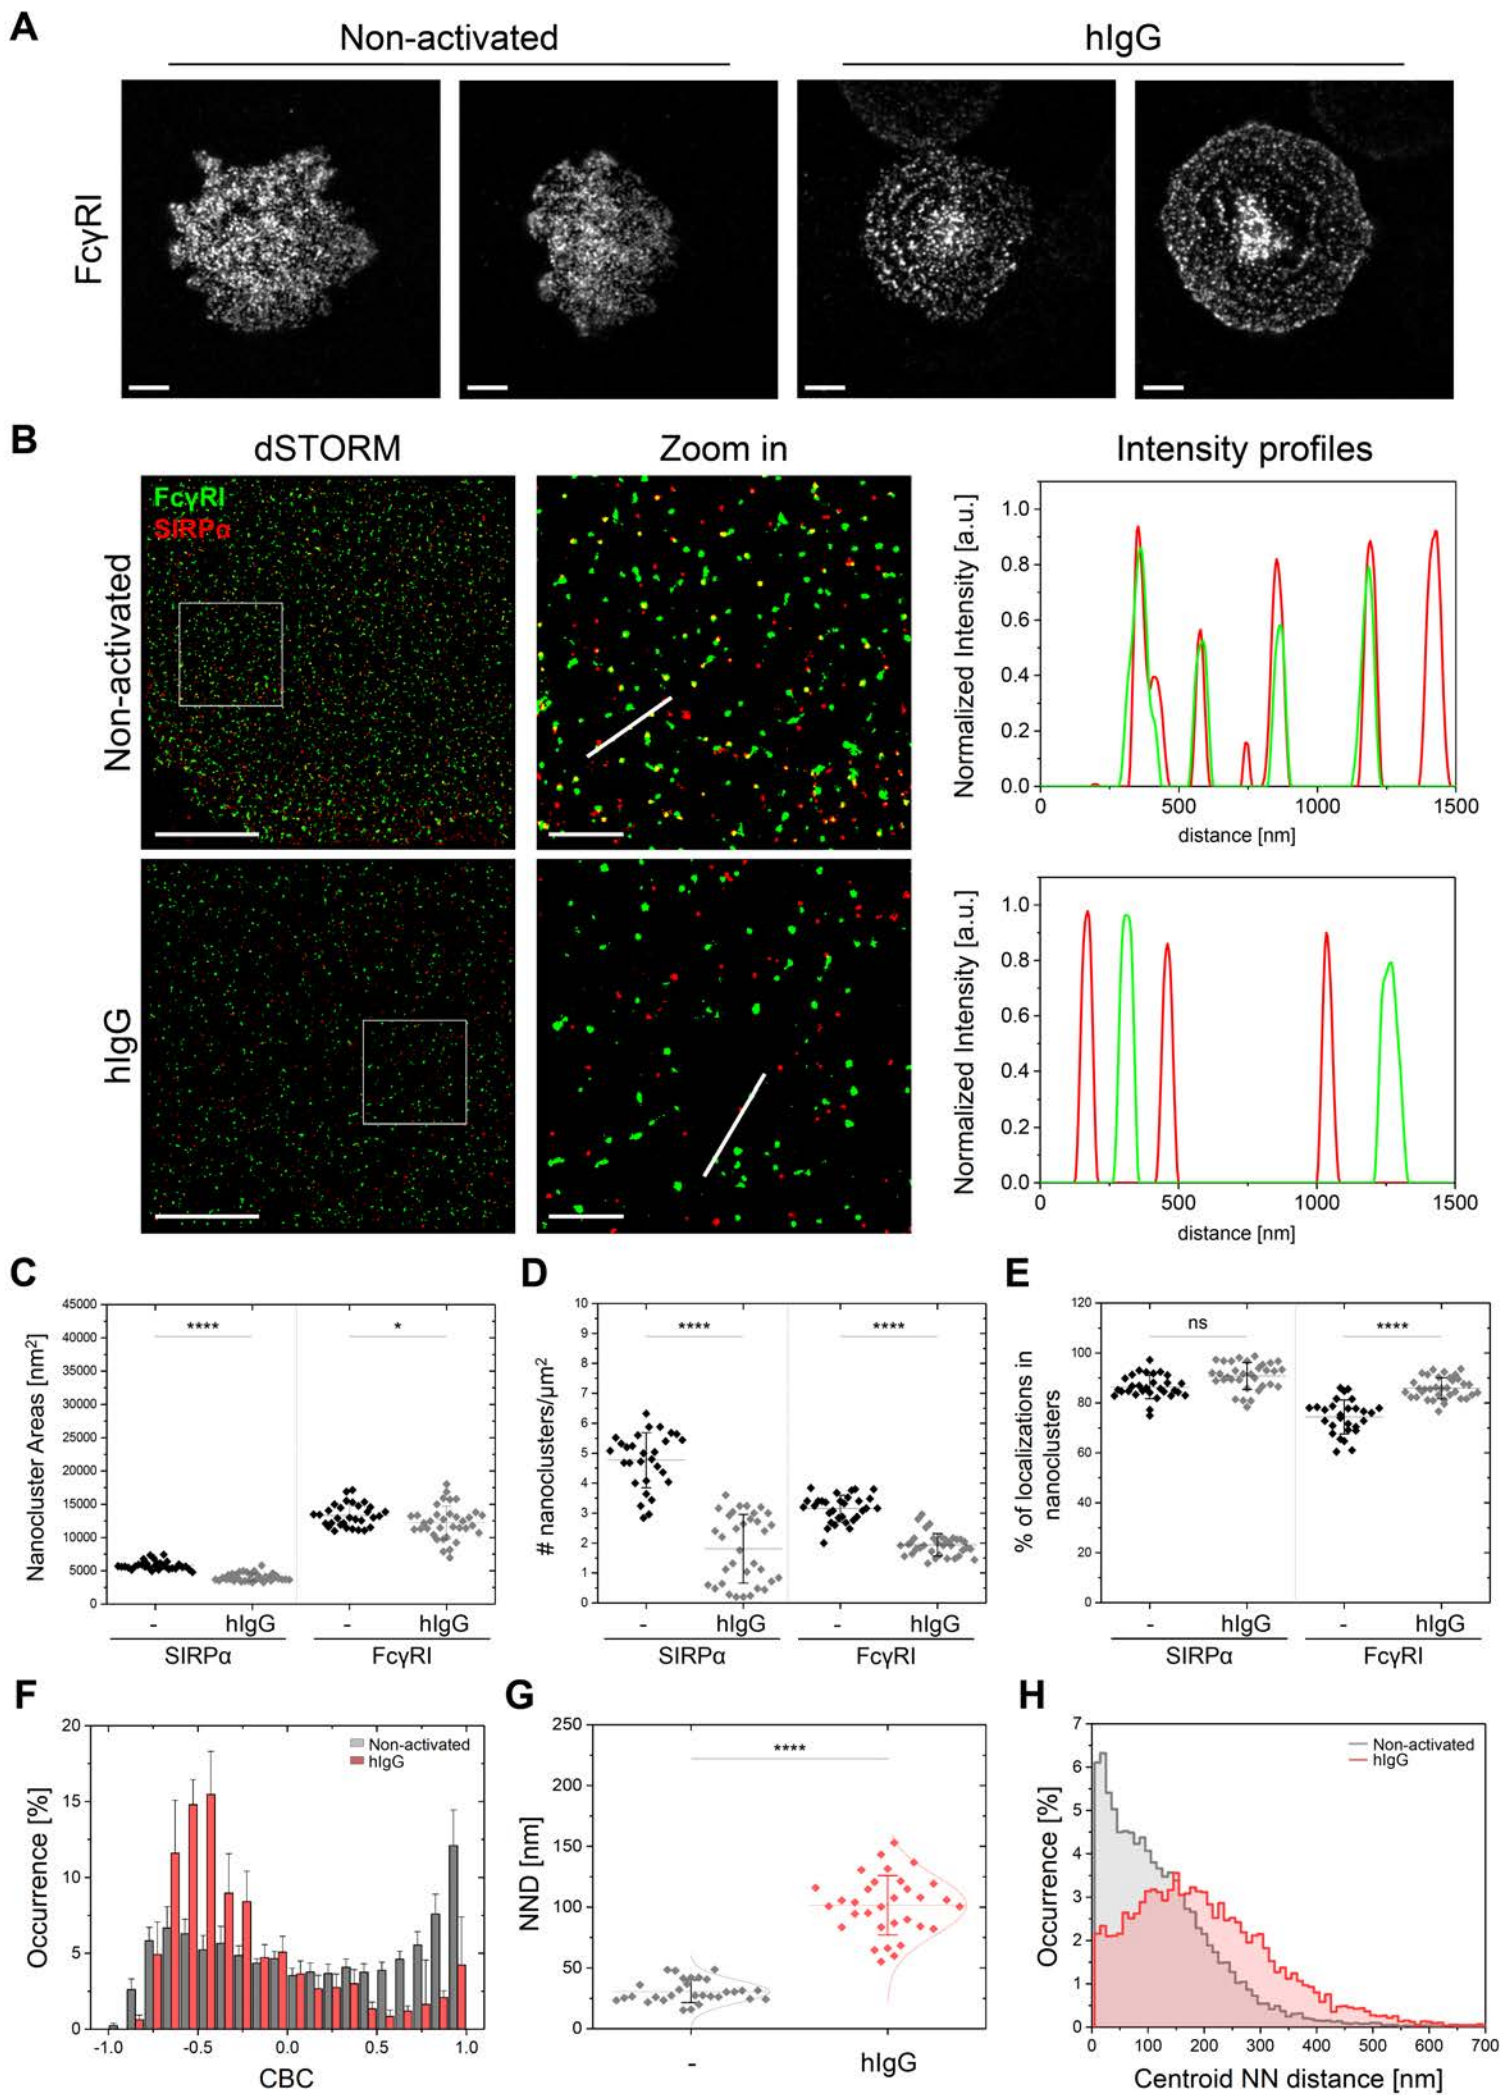 A
Non-activated
hIgG
FcγRI
B
dSTORM
Zoom in
Intensity profiles
FcγRI
SIRPα
Non-activated
Normalized Intensity [a.u.]
1.0
0.8
0.6
0.4
0.2
0.0
0
500
1000
1500
distance [nm]
hIgG
Normalized Intensity [a.u.]
1.0
0.8
0.6
0.4
0.2
0.0
0
500
1000
1500
distance [nm]
C
Nanocluster Areas [nm²]
45000
40000
35000
30000
25000
20000
15000
10000
5000
0
****
*
-
hIgG
-
hIgG
SIRPα
FcγRI
D
# nanoclusters/μm²
10
9
8
7
6
5
4
3
2
1
0
****
****
-
hIgG
-
hIgG
SIRPα
FcγRI
E
% of localizations in
nanoclusters
120
100
80
60
40
20
0
ns
****
-
hIgG
-
hIgG
SIRPα
FcγRI
F
Occurrence [%]
20
15
10
5
0
Non-activated
hIgG
-1.0
-0.5
0.0
0.5
1.0
CBC
G
NND [nm]
250
200
150
100
50
0
****
-
hIgG
H
Occurrence [%]
7
6
5
4
3
2
1
0
Non-activated
hIgG
0
100
200
300
400
500
600
700
Centroid NN distance [nm]